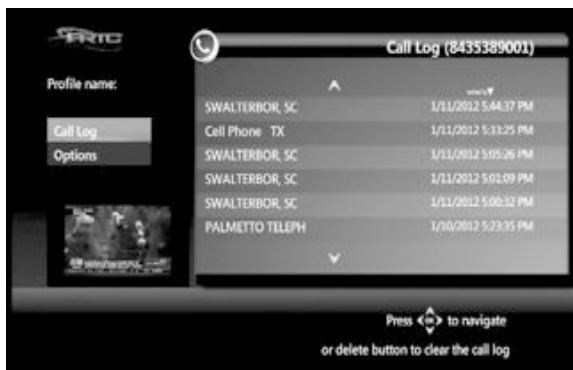 Call Log (8435389001)
Profile name:
Call Log
Options
SWALTERBOR, SC 1/11/2012 5:44:37 PM
Cell Phone TX 1/11/2012 5:33:25 PM
SWALTERBOR, SC 1/11/2012 5:05:26 PM
SWALTERBOR, SC 1/11/2012 5:01:09 PM
SWALTERBOR, SC 1/11/2012 5:00:32 PM
PALMETTO TELEPH 1/10/2012 5:23:35 PM
Press OK to navigate
or delete button to clear the call log